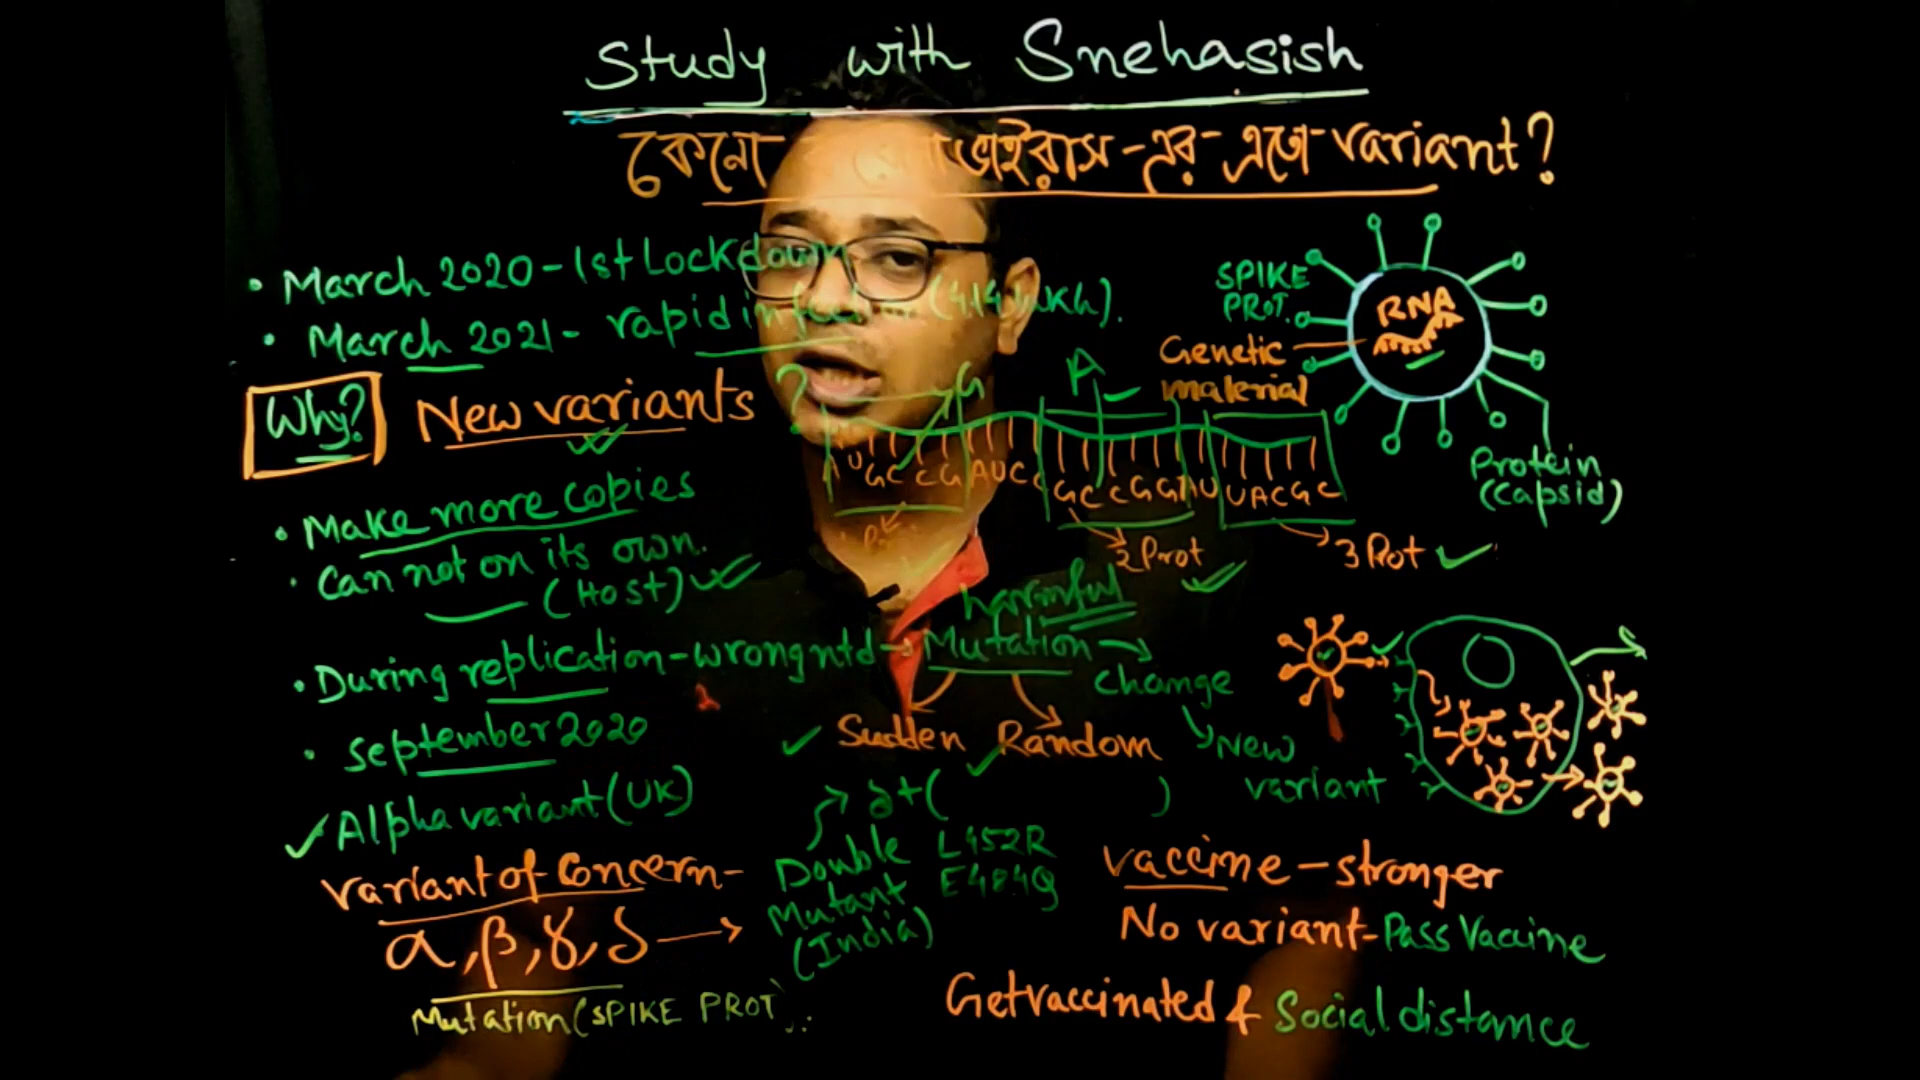 Study with Snehasish
কেনো ভাইরাস-এর-এতো-variant?
• March 2020-1st Lockdown
• March 2021- rapid infection
Why? New variants ?
• Make more copies
• Can not on its own.
(Host)
• During replication-wrong ntd → Mutation → Change
harmful
Sudden Random
New variant
• September 2020
Alpha variant (UK)
Variant of Concern-
α, β, γ, δ →
Mutation (SPIKE PROT)
Double Mutant (India)
L452R
E484Q
SPIKE PROT.
RNA
Genetic material
Protein (Capsid)
G
A
A U G C C G A U C
G C C G G A U U A C G C
2 Prot
3 Prot
Vaccine - stronger
No variant-Pass Vaccine
Get vaccinated & Social distance